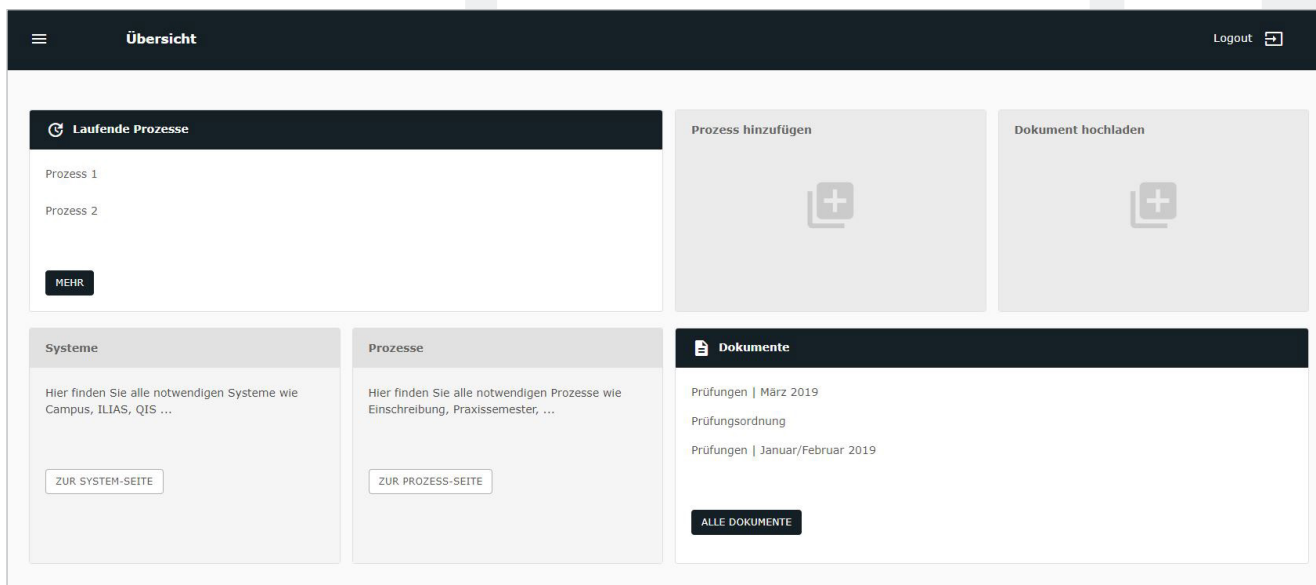 Übersicht
Logout
Laufende Prozesse
Prozess 1
Prozess 2
MEHR
Prozess hinzufügen
Dokument hochladen
Systeme
Hier finden Sie alle notwendigen Systeme wie
Campus, ILIAS, QIS ...
ZUR SYSTEM-SEITE
Prozesse
Hier finden Sie alle notwendigen Prozesse wie
Einschreibung, Praxissemester, ...
ZUR PROZESS-SEITE
Dokumente
Prüfungen | März 2019
Prüfungsordnung
Prüfungen | Januar/Februar 2019
ALLE DOKUMENTE